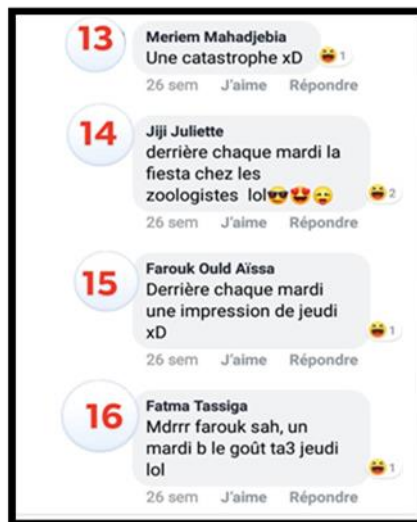 13
Meriem Mahadjebia
Une catastrophe xD 😆 1
26 sem J'aime Répondre
14
Jiji Juliette
derrière chaque mardi la
fiesta chez les
zoologistes lol😎🤩🥵
😆 2
26 sem J'aime Répondre
15
Farouk Ould Aïssa
Derrière chaque mardi
une impression de jeudi
xD
😆 1
26 sem J'aime Répondre
16
Fatma Tassiga
Mdrrr farouk sah, un
mardi b le goût ta3 jeudi
lol
😆 1
26 sem J'aime Répondre